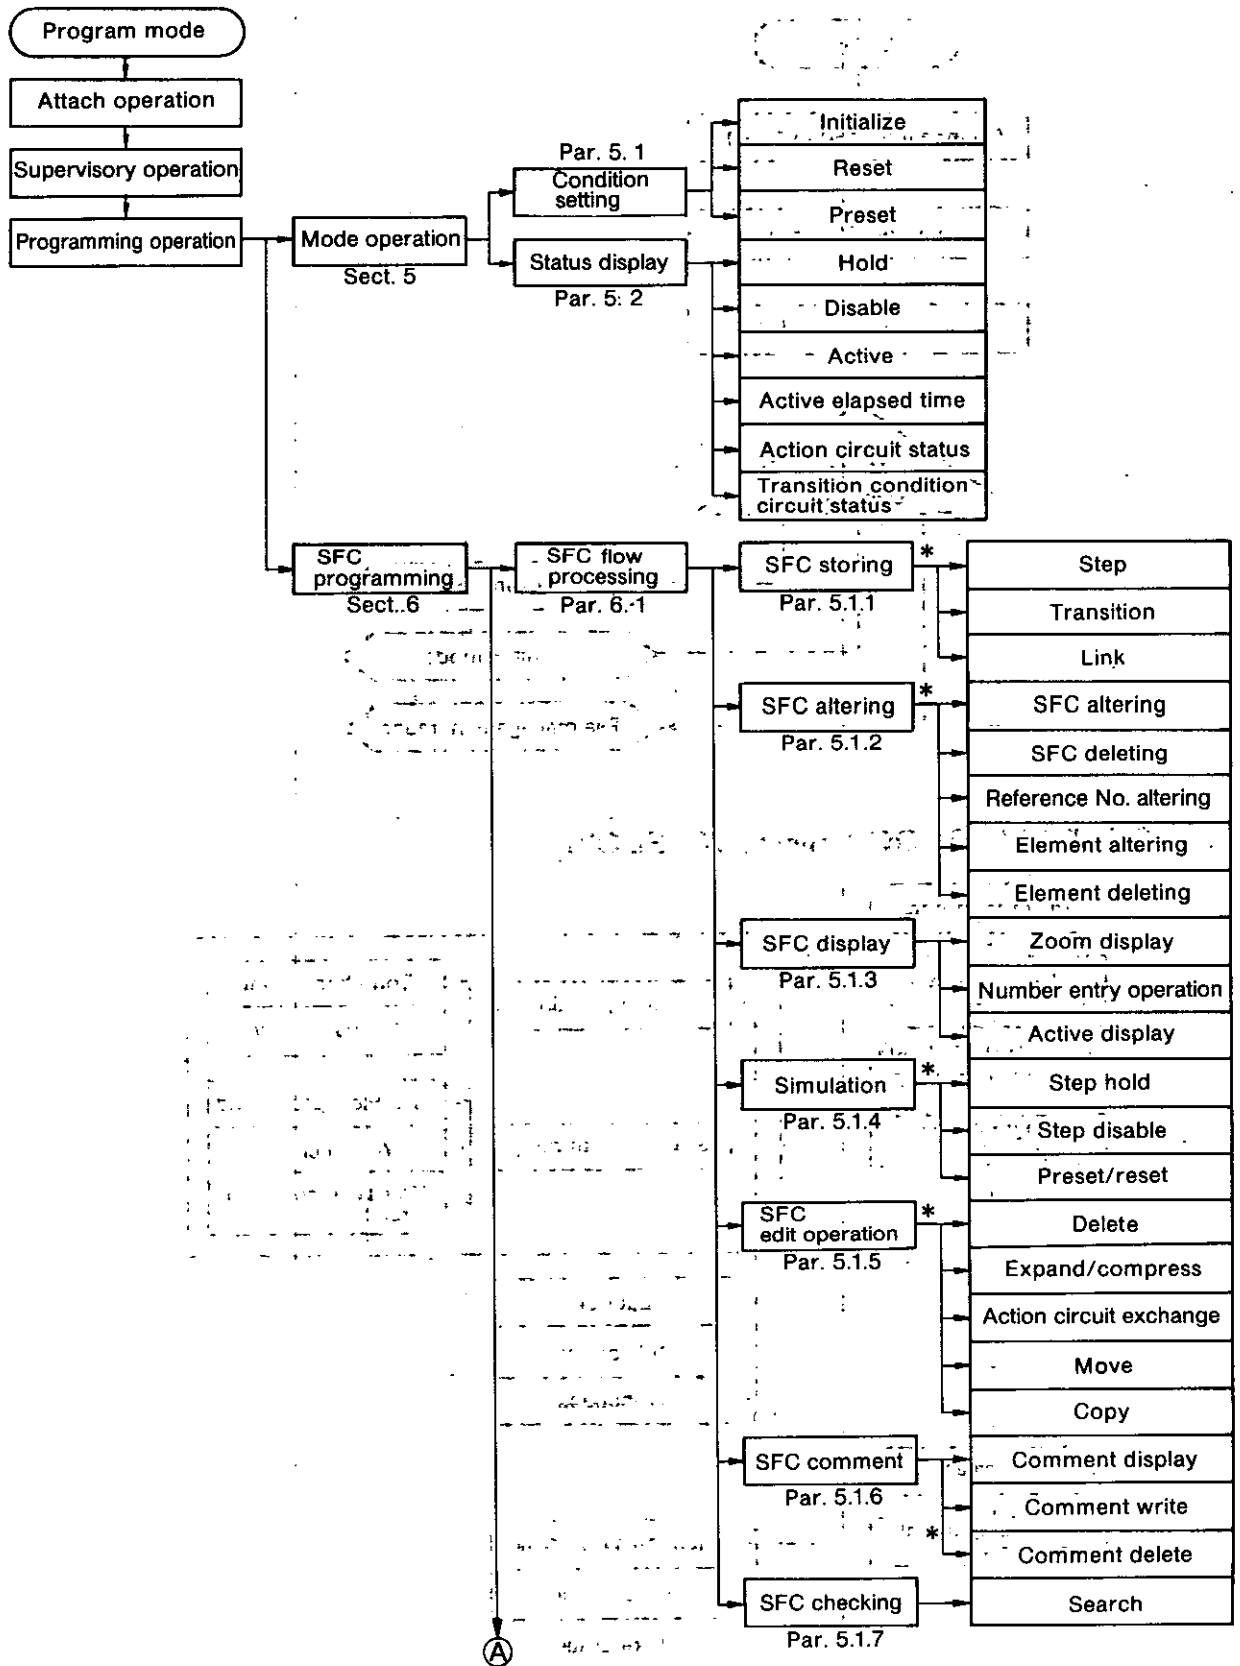 Program mode
Attach operation
Supervisory operation
Programming operation
Mode operation
Sect. 5
Par. 5. 1
Condition
setting
Status display
Par. 5. 2
Initialize
Reset
Preset
Hold
Disable
Active
Active elapsed time
Action circuit status
Transition condition
circuit status
SFC
programming
Sect. 6
SFC flow
processing
Par. 6. 1
SFC storing
Par. 5.1.1
*
Step
Transition
Link
SFC altering
Par. 5.1.2
*
SFC altering
SFC deleting
Reference No. altering
Element altering
Element deleting
SFC display
Par. 5.1.3
Zoom display
Number entry operation
Active display
Simulation
Par. 5.1.4
*
Step hold
Step disable
Preset/reset
SFC
edit operation
Par. 5.1.5
*
Delete
Expand/compress
Action circuit exchange
Move
Copy
SFC comment
Par. 5.1.6
Comment display
Comment write
*
Comment delete
SFC checking
Par. 5.1.7
Search
A